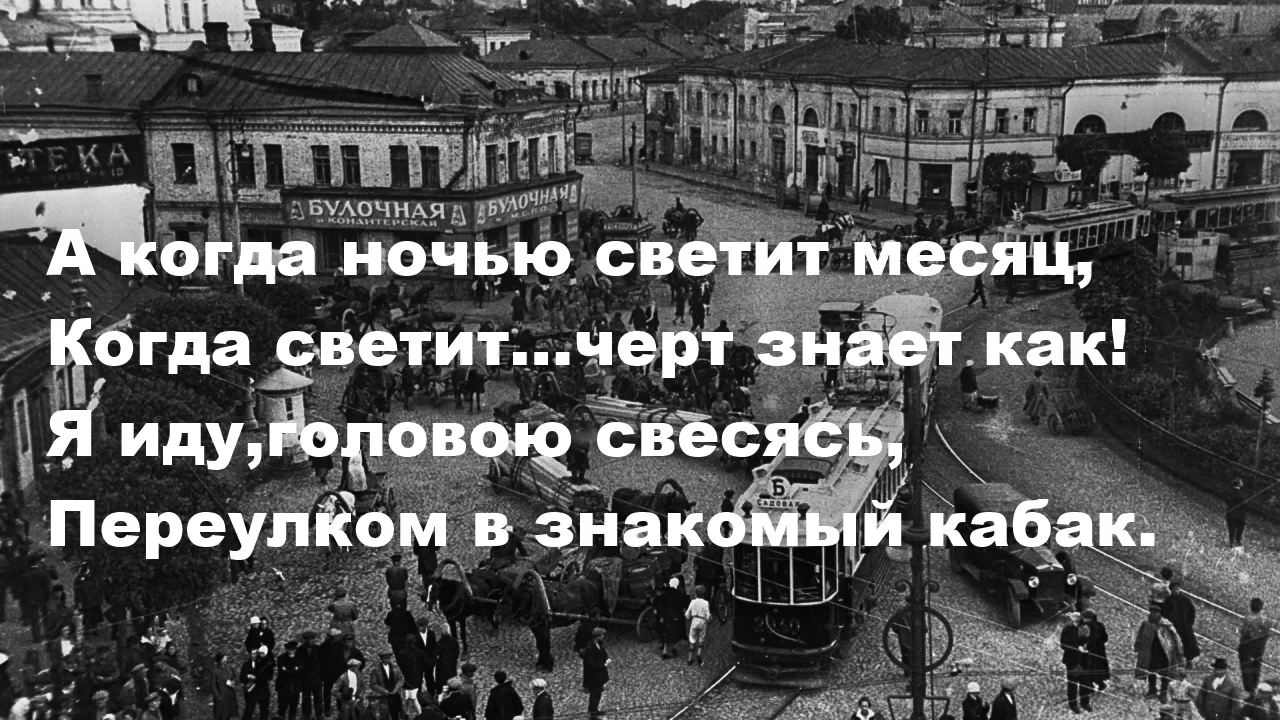 ТЕКА
БУЛОЧНАЯ
и КОНДИТЕРСКАЯ
БУЛОЧНАЯ
А когда ночью светит месяц,
Когда светит...черт знает как!
Я иду,головою свесясь,
Переулком в знакомый кабак.
Б
САДОВАЯ